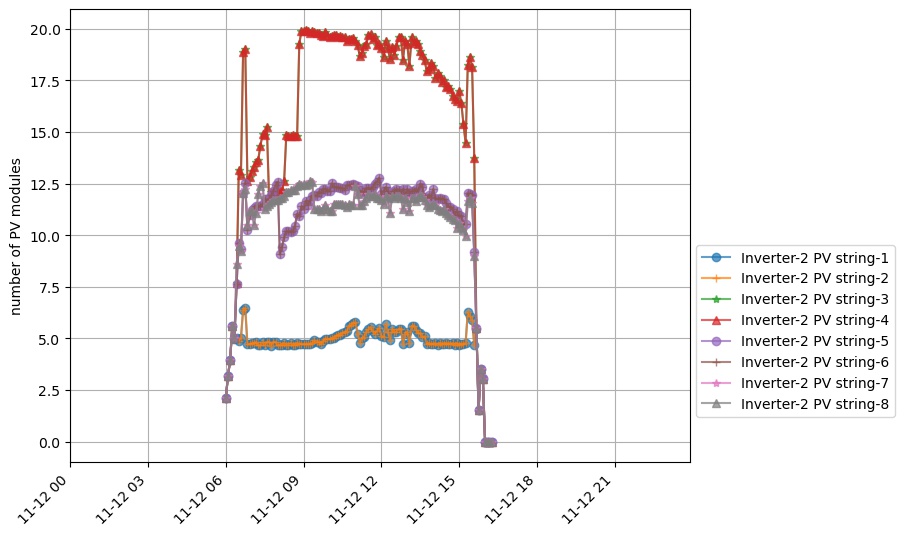 number of PV modules
20.0
17.5
15.0
12.5
10.0
7.5
5.0
2.5
0.0
11-12 00
11-12 03
11-12 06
11-12 09
11-12 12
11-12 15
11-12 18
11-12 21
Inverter-2 PV string-1
Inverter-2 PV string-2
Inverter-2 PV string-3
Inverter-2 PV string-4
Inverter-2 PV string-5
Inverter-2 PV string-6
Inverter-2 PV string-7
Inverter-2 PV string-8